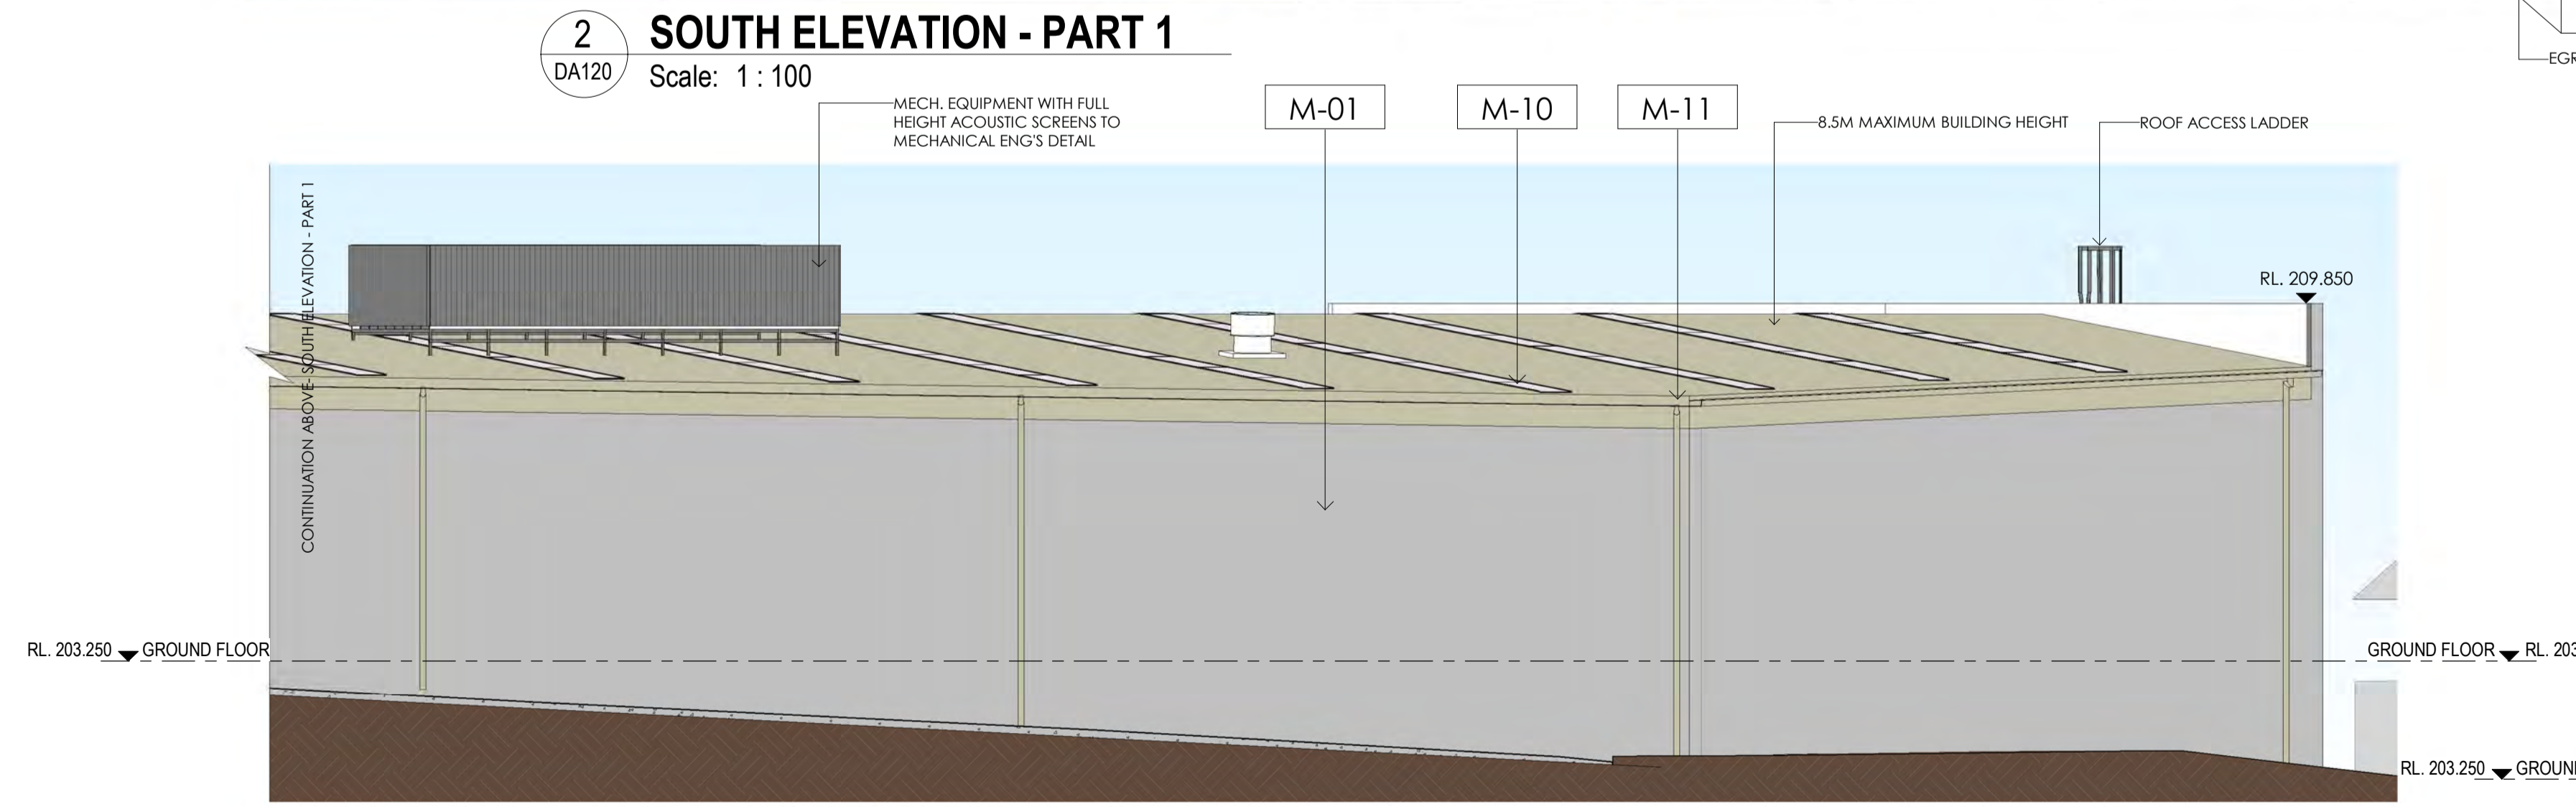 2
DA120
SOUTH ELEVATION - PART 1
Scale: 1 : 100
EGR
MECH. EQUIPMENT WITH FULL
HEIGHT ACOUSTIC SCREENS TO
MECHANICAL ENG'S DETAIL
M-01
M-10
M-11
8.5M MAXIMUM BUILDING HEIGHT
ROOF ACCESS LADDER
CONTINUATION ABOVE- SOUTH ELEVATION - PART 1
RL. 209.850
RL. 203.250
GROUND FLOOR
GROUND FLOOR
RL. 203
RL. 203.250
GROUN